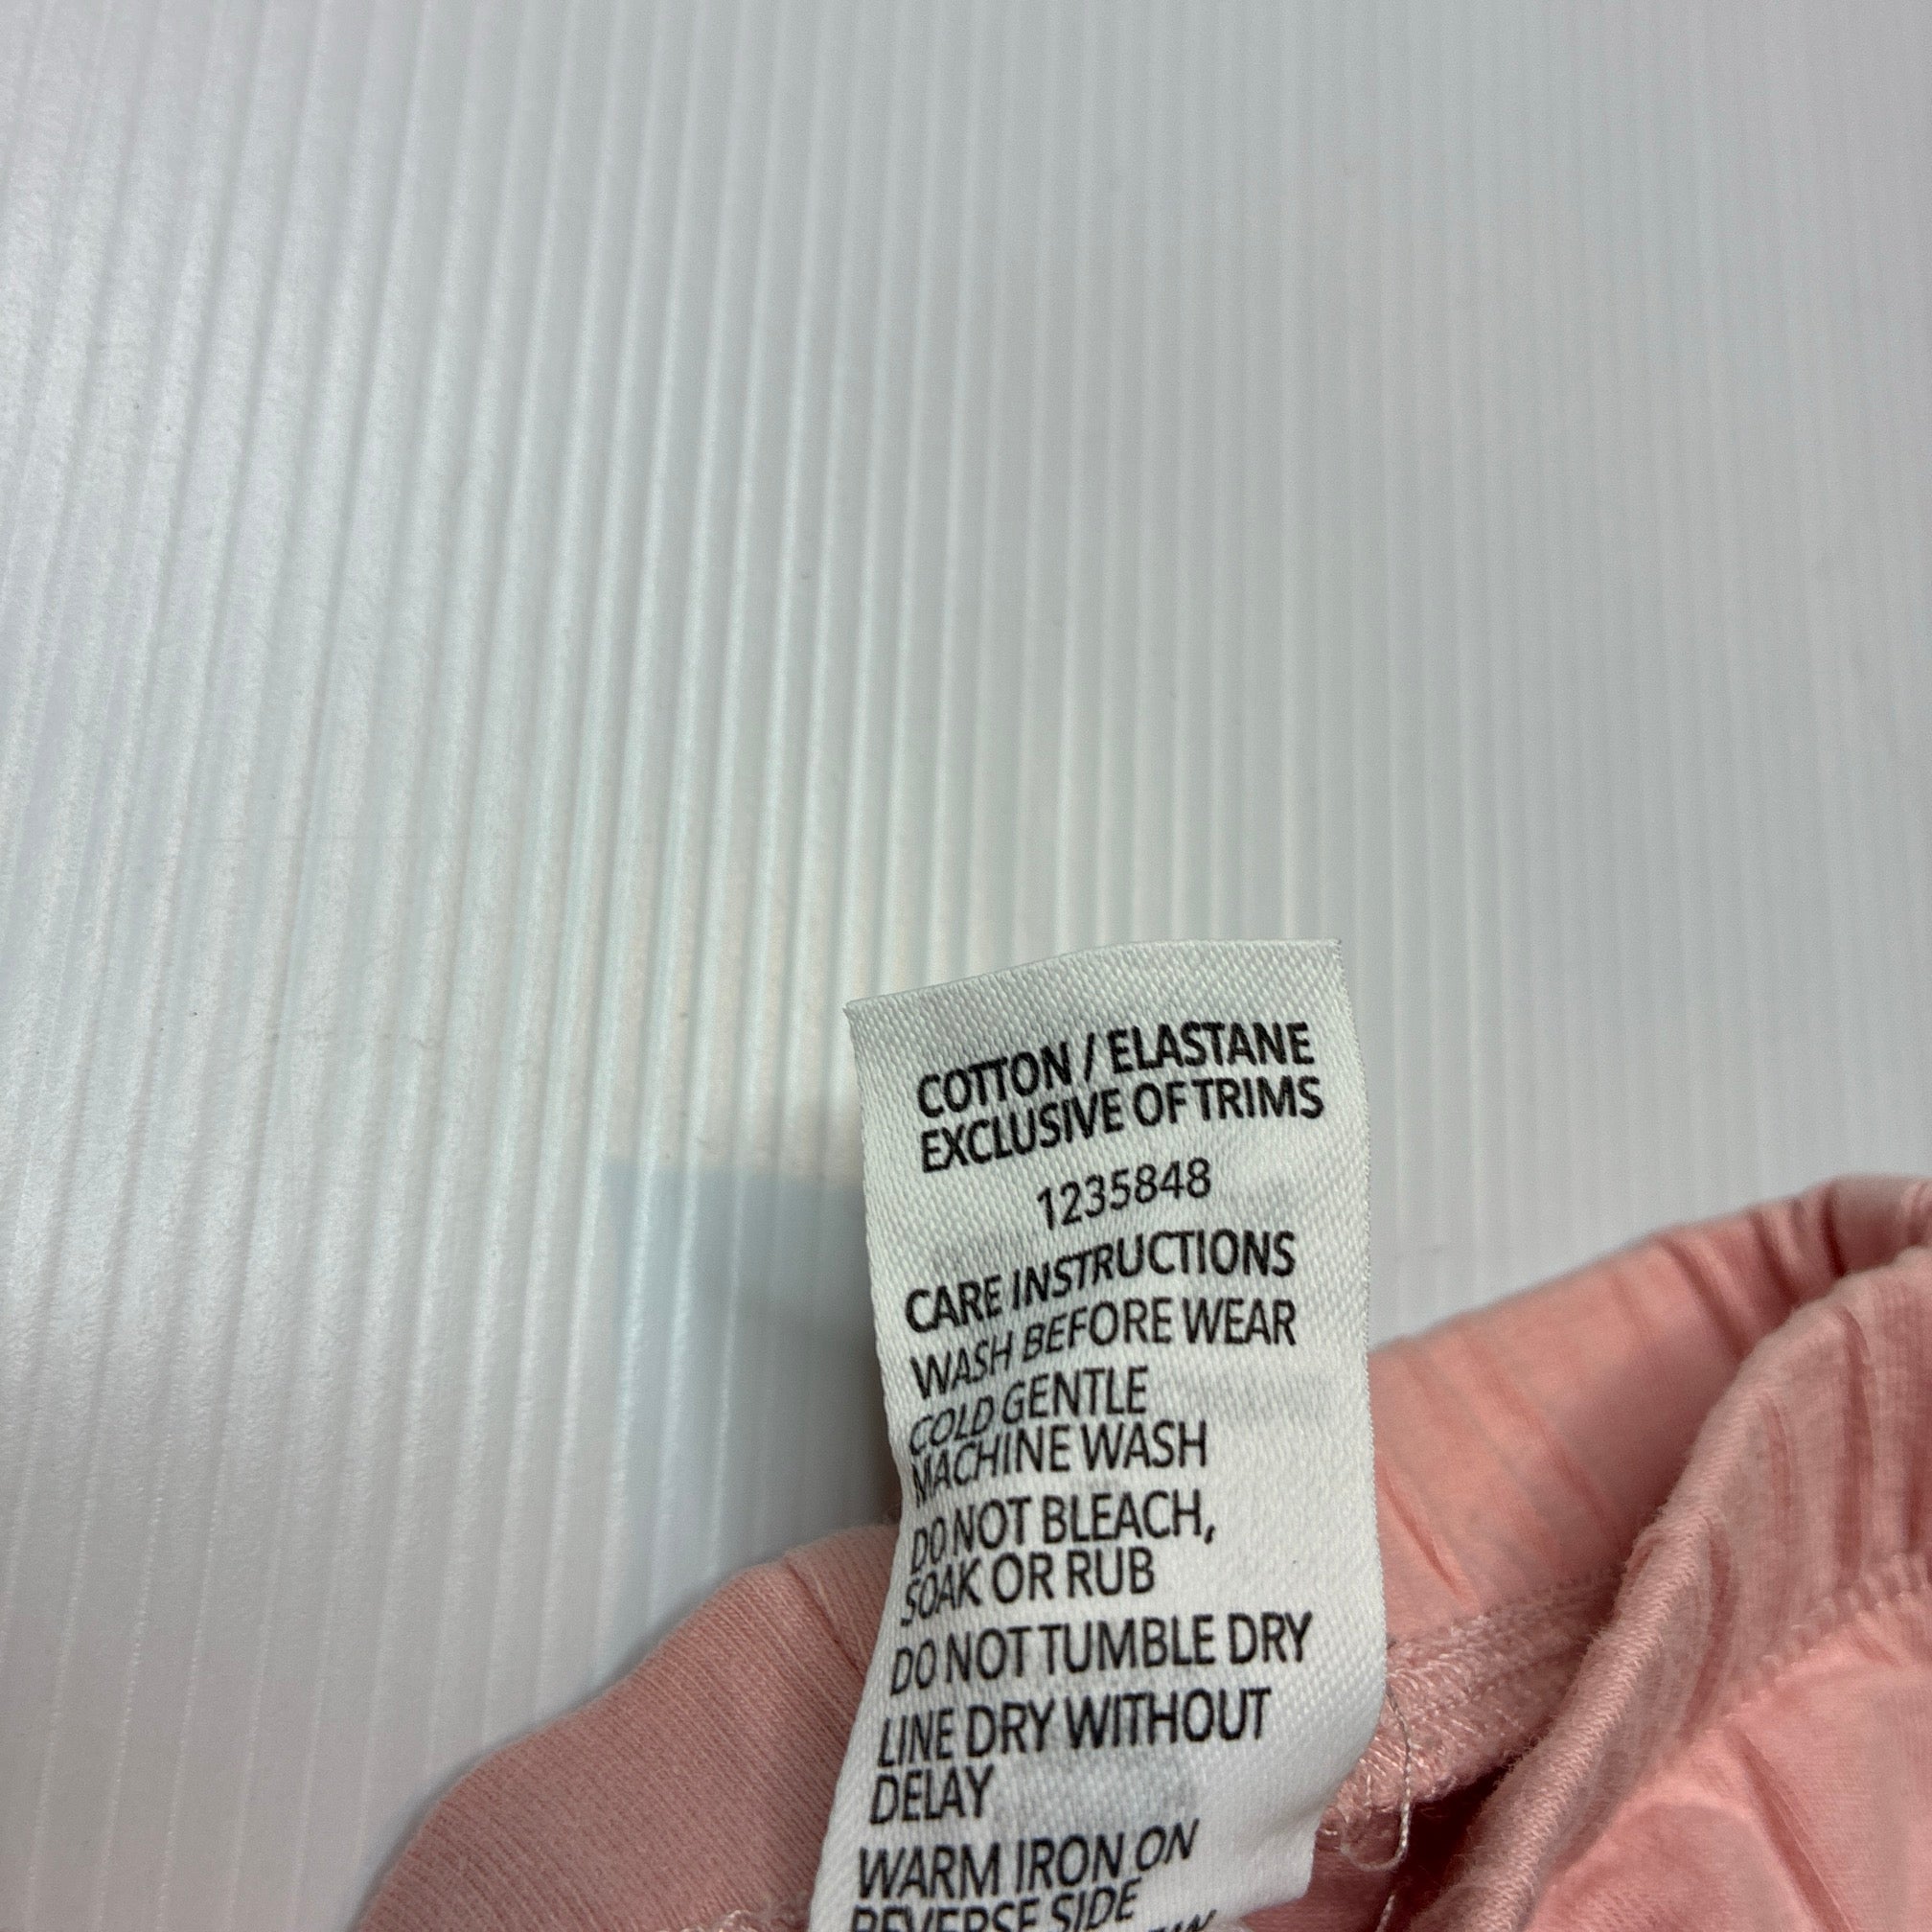 COTTON / ELASTANE
EXCLUSIVE OF TRIMS
1235848
CARE INSTRUCTIONS
WASH BEFORE WEAR
COLD GENTLE
MACHINE WASH
DO NOT BLEACH,
SOAK OR RUB
DO NOT TUMBLE DRY
LINE DRY WITHOUT
DELAY
WARM IRON ON
REVERSE SIDE